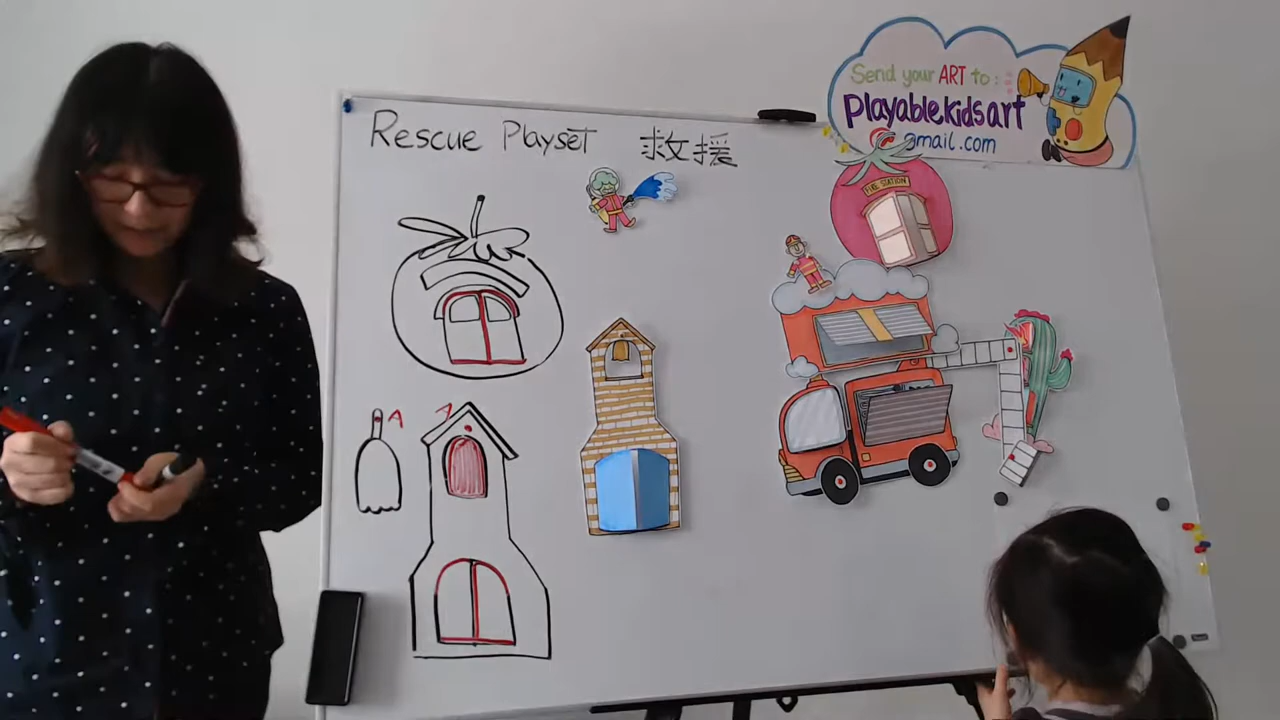 Rescue Playset 救援
Send your ART to:
Playablekidsart
gmail.com
FIRE STATION
A
A